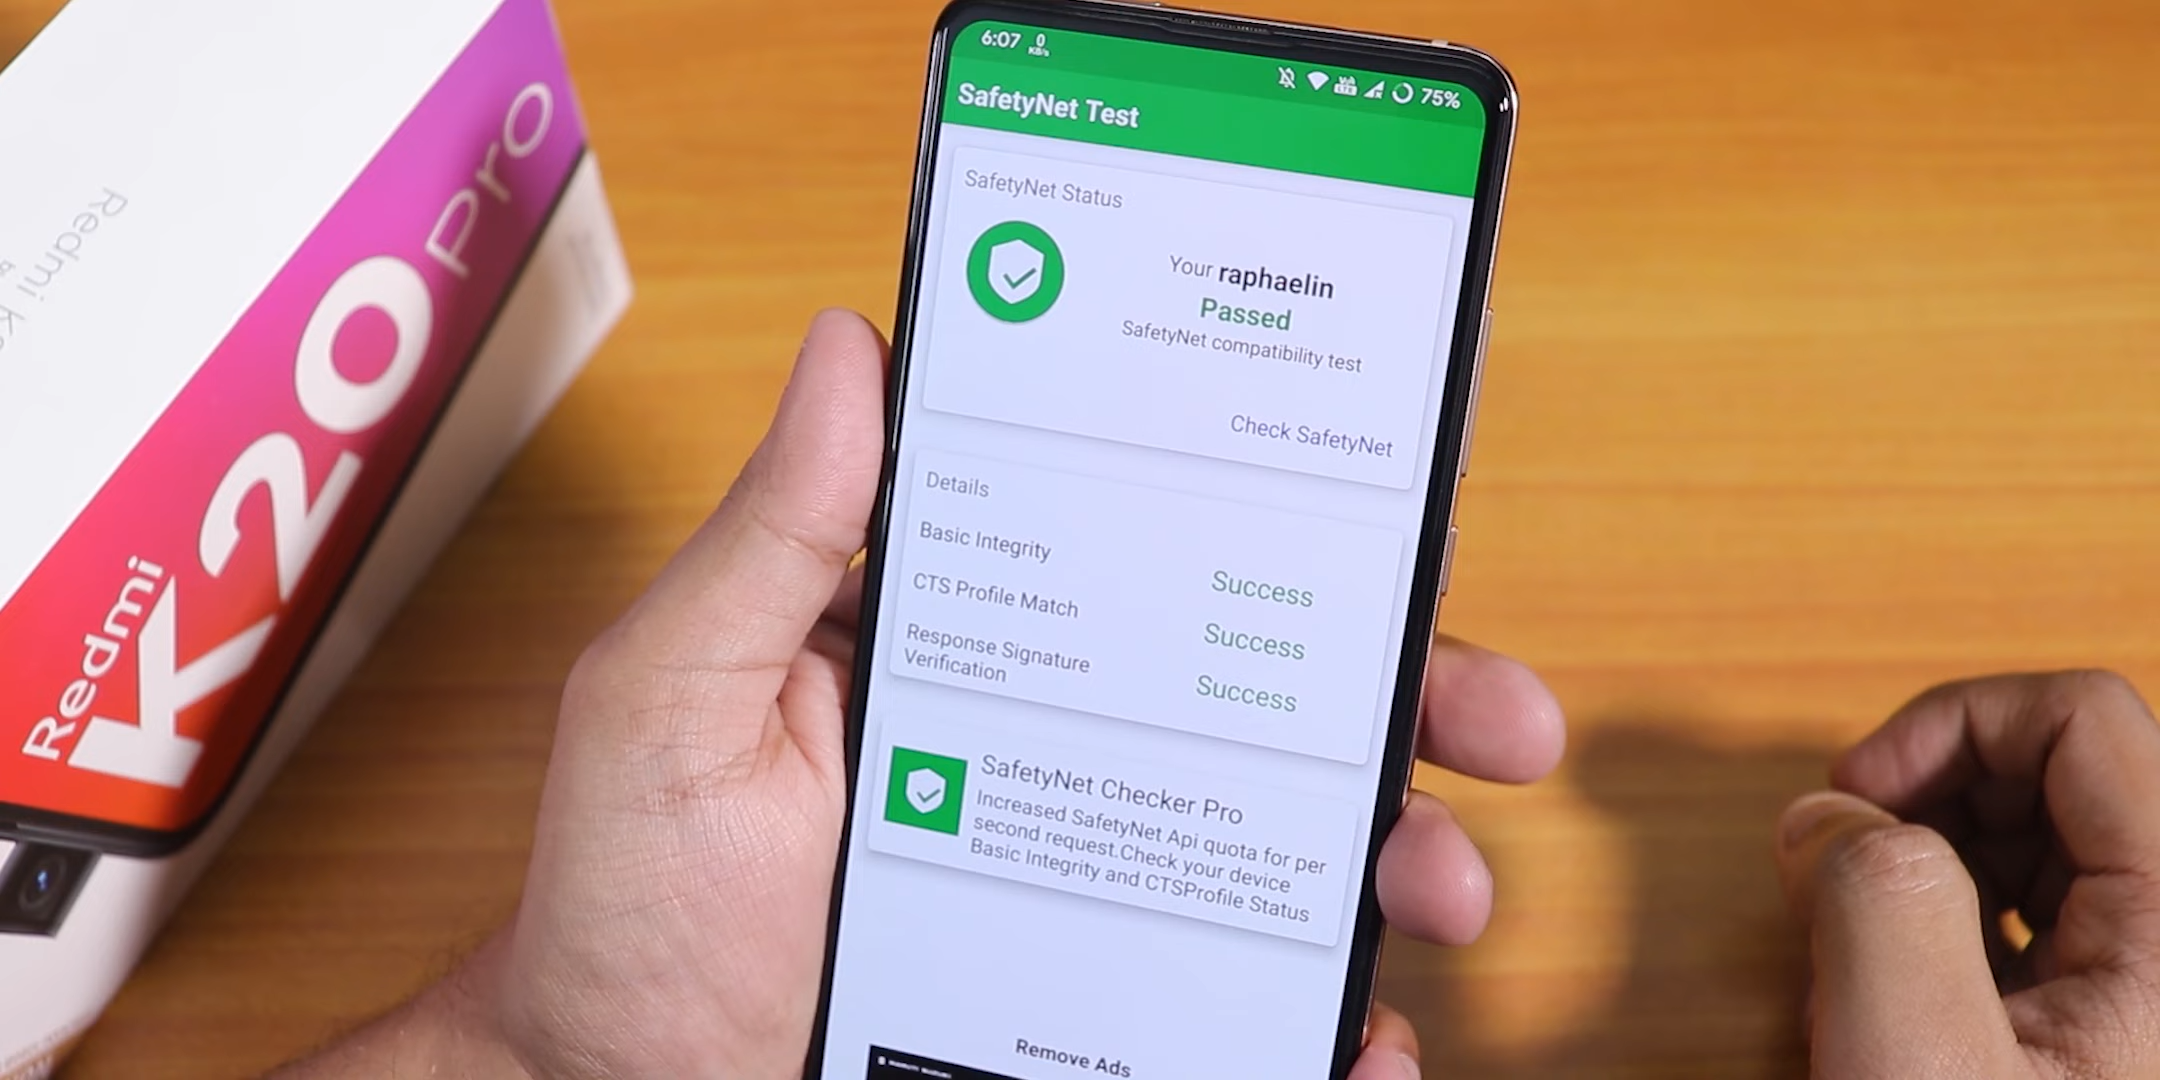 Redmi
K20 Pro
Redmi
6:07 0
KB/s
75%
SafetyNet Test
SafetyNet Status
Your raphaelin
Passed
SafetyNet compatibility test
Check SafetyNet
Details
Basic Integrity
Success
CTS Profile Match
Success
Response Signature
Verification
Success
SafetyNet Checker Pro
Increased SafetyNet Api quota for per
second request.Check your device
Basic Integrity and CTSProfile Status
Remove Ads